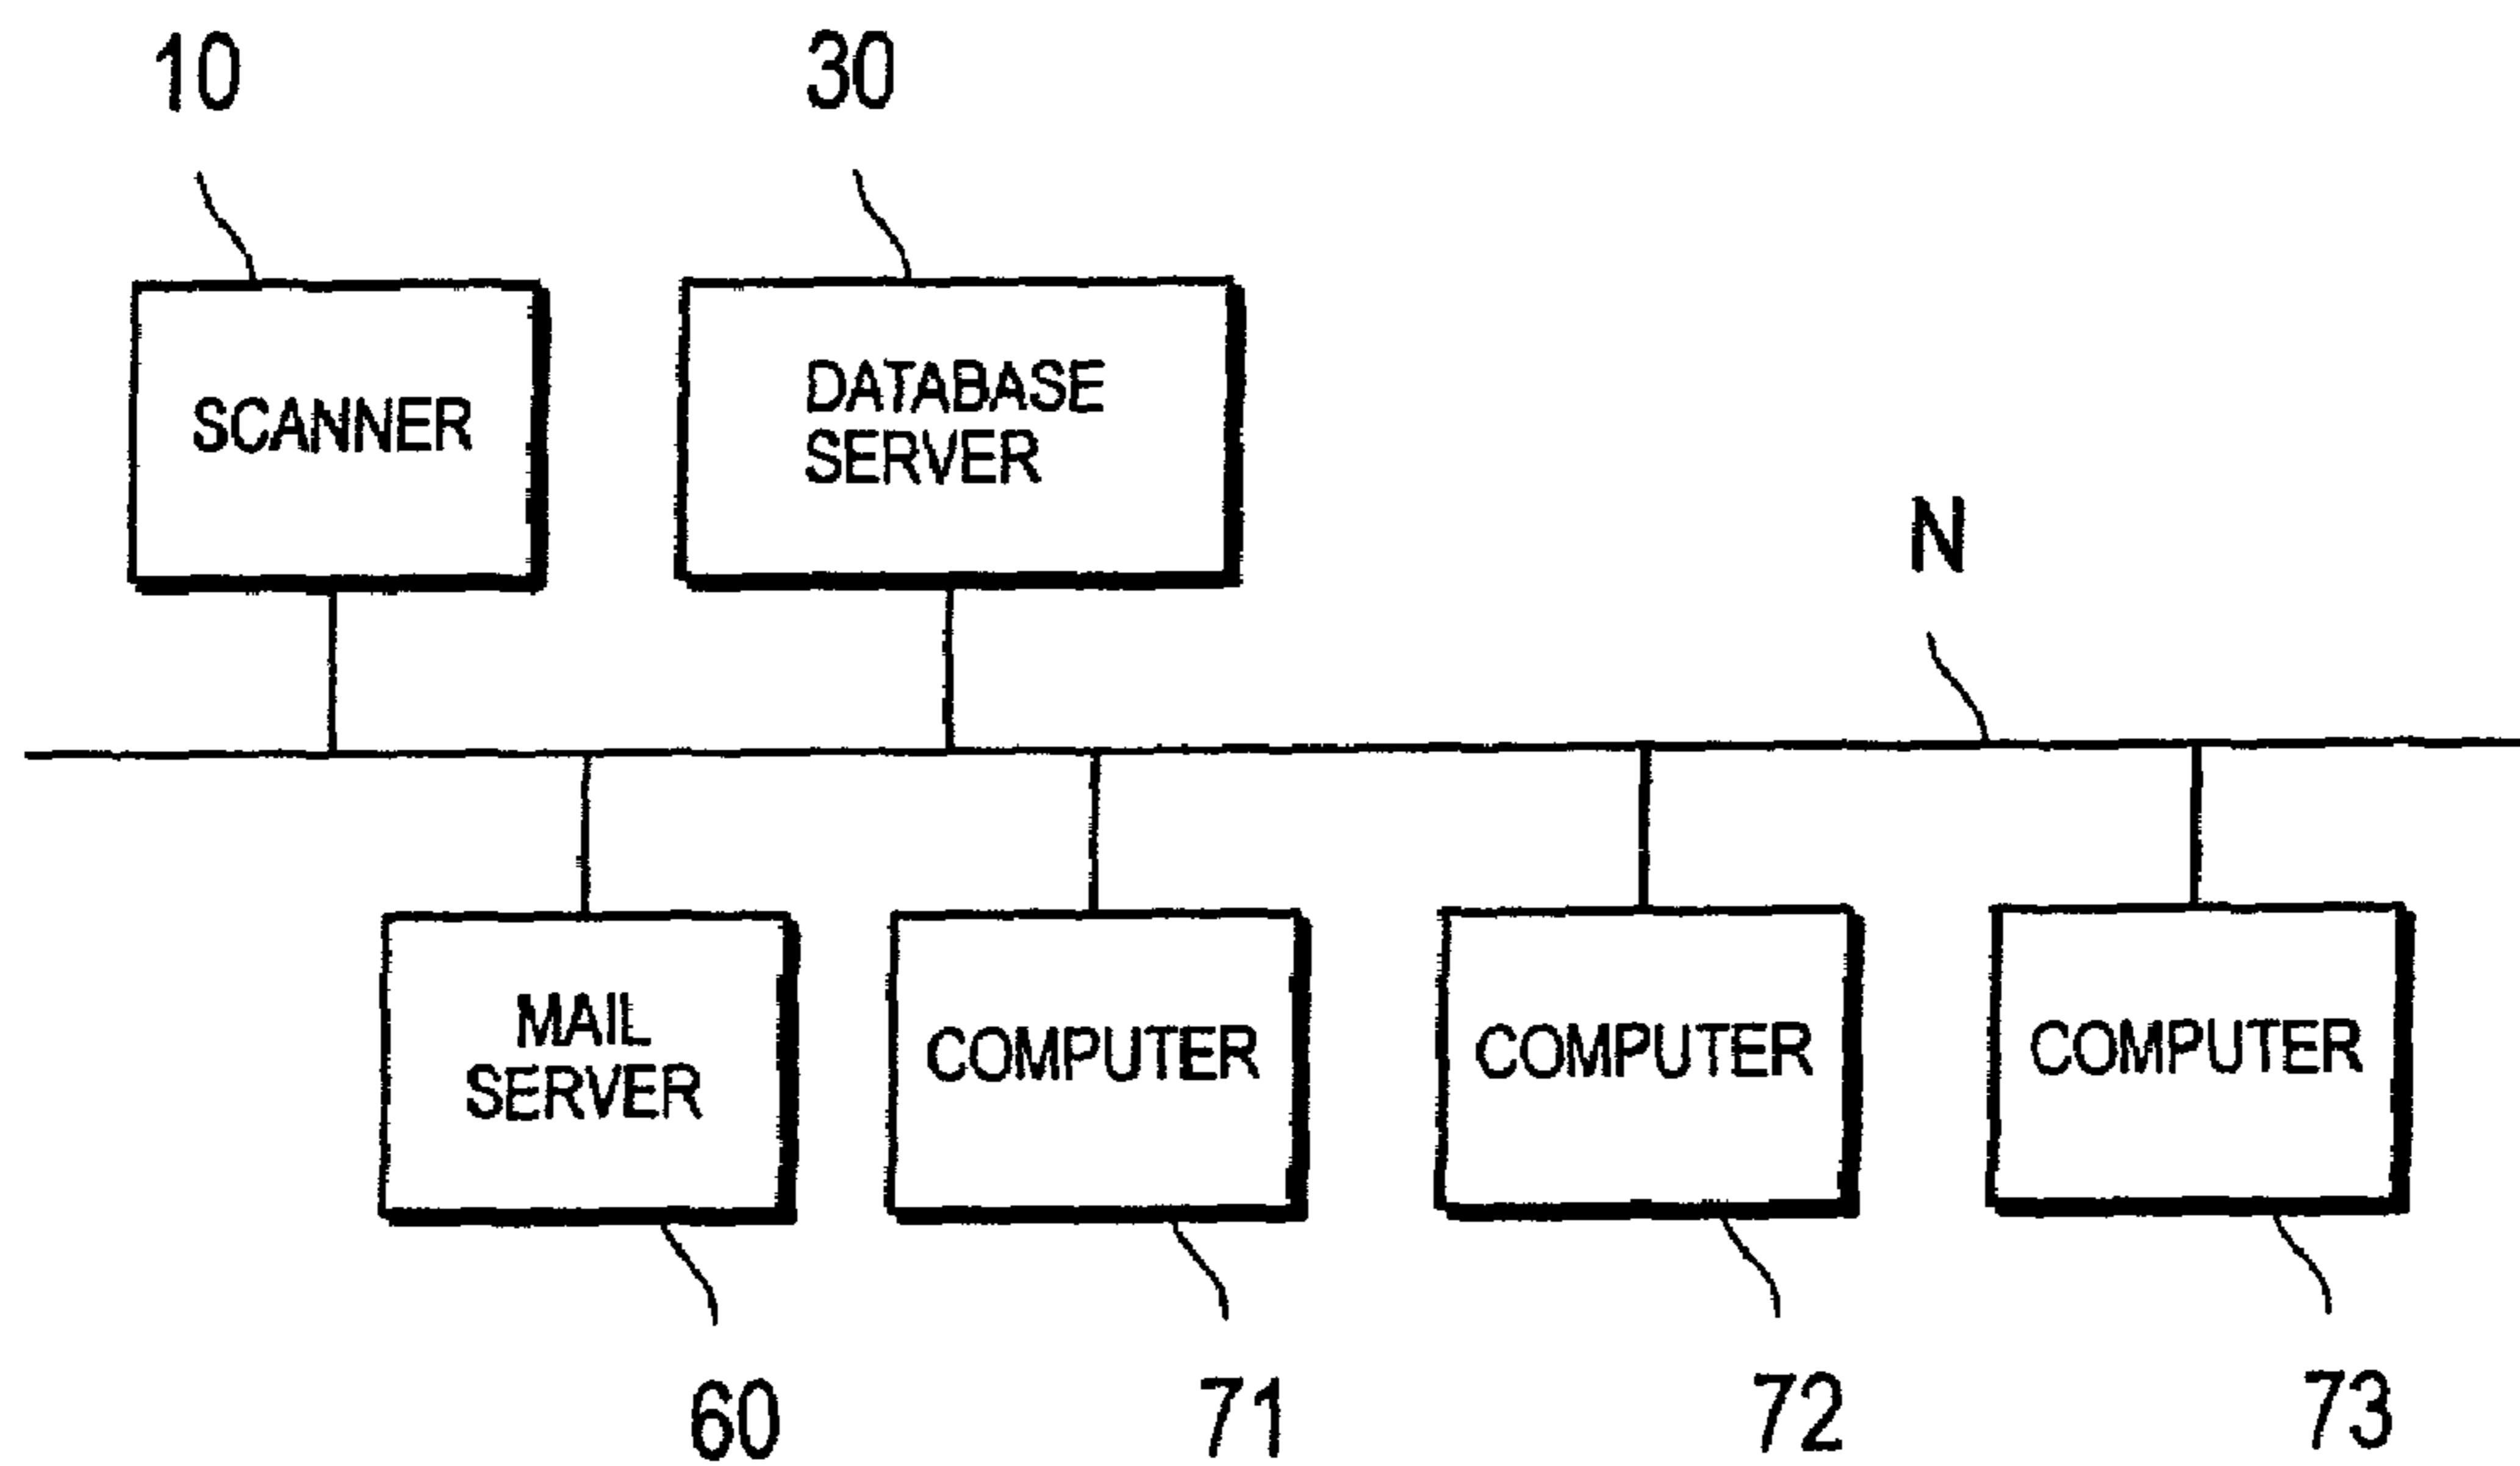 10
30
SCANNER
DATABASE
SERVER
N
MAIL
SERVER
COMPUTER
COMPUTER
COMPUTER
60
71
72
73